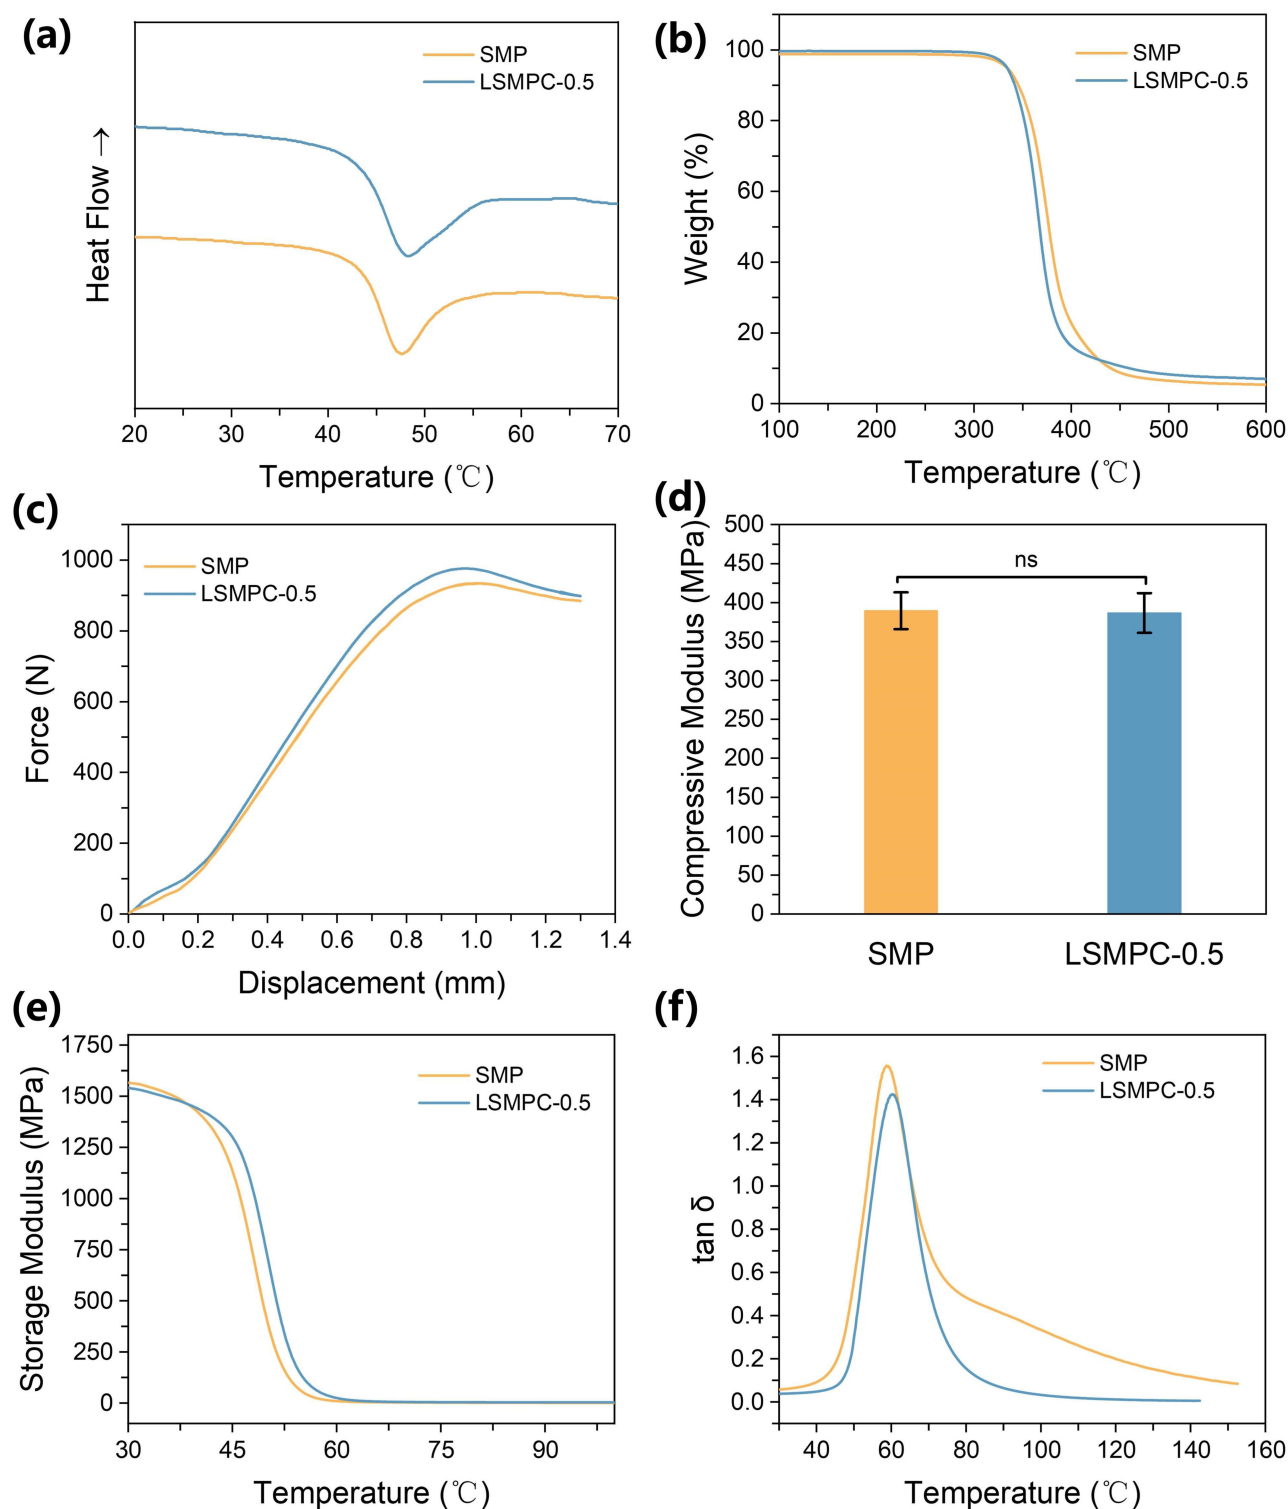 (a)
SMP
LSMPC-0.5
Heat Flow →
20 30 40 50 60 70
Temperature (℃)
(b)
SMP
LSMPC-0.5
Weight (%)
100
80
60
40
20
0
100 200 300 400 500 600
Temperature (℃)
(c)
SMP
LSMPC-0.5
Force (N)
1000
800
600
400
200
0
0.0 0.2 0.4 0.6 0.8 1.0 1.2 1.4
Displacement (mm)
(d)
ns
Compressive Modulus (MPa)
500
450
400
350
300
250
200
150
100
50
0
SMP LSMPC-0.5
(e)
SMP
LSMPC-0.5
Storage Modulus (MPa)
1750
1500
1250
1000
750
500
250
0
30 45 60 75 90
Temperature (℃)
(f)
SMP
LSMPC-0.5
tan δ
1.6
1.4
1.2
1.0
0.8
0.6
0.4
0.2
0.0
40 60 80 100 120 140 160
Temperature (℃)